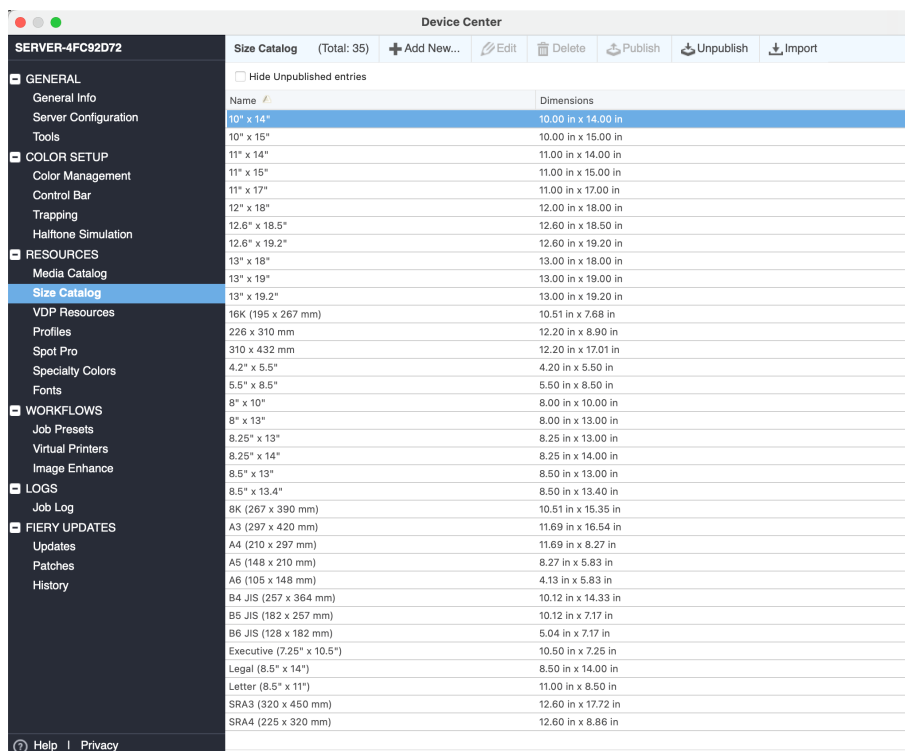 Device Center
SERVER-4FC92D72
GENERAL
General Info
Server Configuration
Tools
COLOR SETUP
Color Management
Control Bar
Trapping
Halftone Simulation
RESOURCES
Media Catalog
Size Catalog
VDP Resources
Profiles
Spot Pro
Specialty Colors
Fonts
WORKFLOWS
Job Presets
Virtual Printers
Image Enhance
LOGS
Job Log
FIERY UPDATES
Updates
Patches
History
? Help | Privacy
Size Catalog (Total: 35) Add New... Edit Delete Publish Unpublish Import
Hide Unpublished entries
Name Dimensions
10" x 14" 10.00 in x 14.00 in
10" x 15" 10.00 in x 15.00 in
11" x 14" 11.00 in x 14.00 in
11" x 15" 11.00 in x 15.00 in
11" x 17" 11.00 in x 17.00 in
12" x 18" 12.00 in x 18.00 in
12.6" x 18.5" 12.60 in x 18.50 in
12.6" x 19.2" 12.60 in x 19.20 in
13" x 18" 13.00 in x 18.00 in
13" x 19" 13.00 in x 19.00 in
13" x 19.2" 13.00 in x 19.20 in
16K (195 x 267 mm) 10.51 in x 7.68 in
226 x 310 mm 12.20 in x 8.90 in
310 x 432 mm 12.20 in x 17.01 in
4.2" x 5.5" 4.20 in x 5.50 in
5.5" x 8.5" 5.50 in x 8.50 in
8" x 10" 8.00 in x 10.00 in
8" x 13" 8.00 in x 13.00 in
8.25" x 13" 8.25 in x 13.00 in
8.25" x 14" 8.25 in x 14.00 in
8.5" x 13" 8.50 in x 13.00 in
8.5" x 13.4" 8.50 in x 13.40 in
8K (267 x 390 mm) 10.51 in x 15.35 in
A3 (297 x 420 mm) 11.69 in x 16.54 in
A4 (210 x 297 mm) 11.69 in x 8.27 in
A5 (148 x 210 mm) 8.27 in x 5.83 in
A6 (105 x 148 mm) 4.13 in x 5.83 in
B4 JIS (257 x 364 mm) 10.12 in x 14.33 in
B5 JIS (182 x 257 mm) 10.12 in x 7.17 in
B6 JIS (128 x 182 mm) 5.04 in x 7.17 in
Executive (7.25" x 10.5") 10.50 in x 7.25 in
Legal (8.5" x 14") 8.50 in x 14.00 in
Letter (8.5" x 11") 11.00 in x 8.50 in
SRA3 (320 x 450 mm) 12.60 in x 17.72 in
SRA4 (225 x 320 mm) 12.60 in x 8.86 in